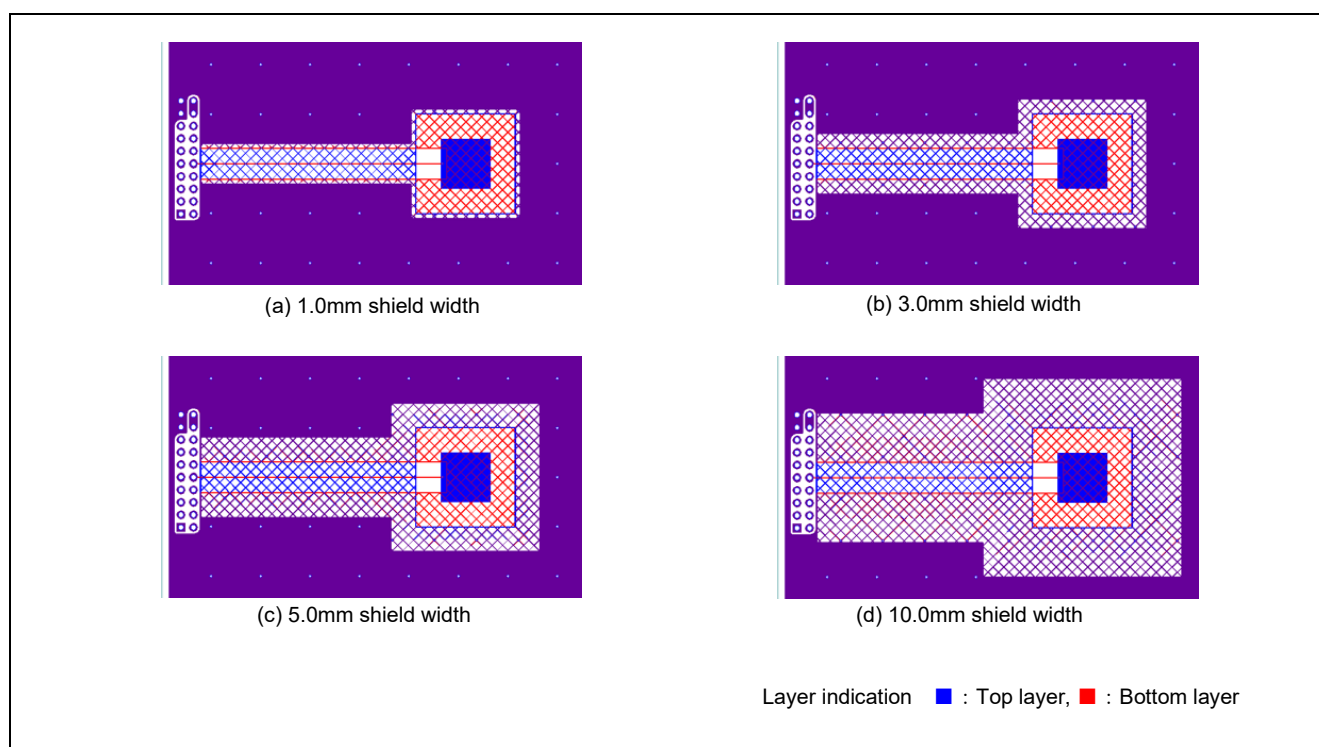 (a) 1.0mm shield width
(b) 3.0mm shield width
(c) 5.0mm shield width
(d) 10.0mm shield width
Layer indication ■ : Top layer, ■ : Bottom layer